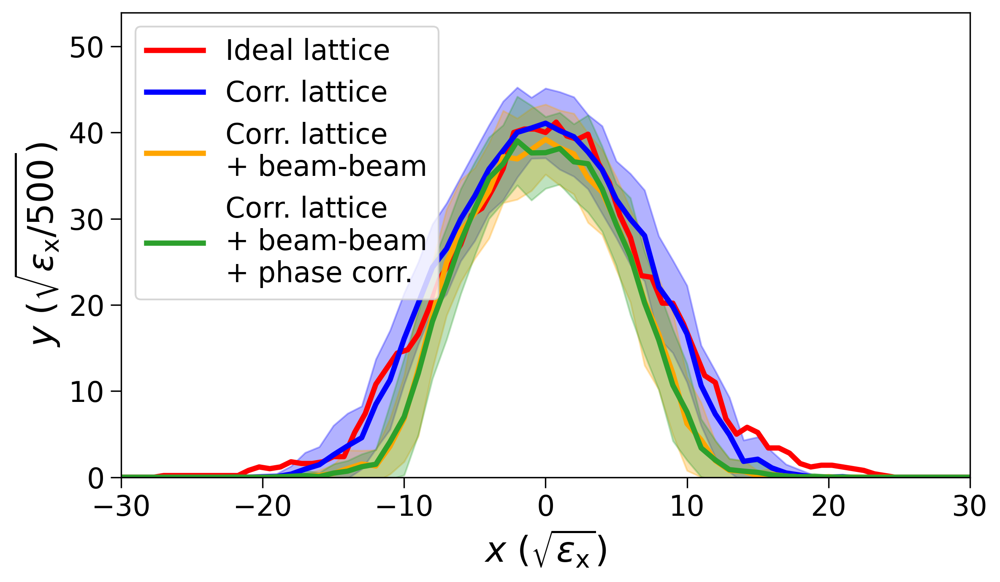 y (√εx/500)
50
40
30
20
10
0
Ideal lattice
Corr. lattice
Corr. lattice
+ beam-beam
Corr. lattice
+ beam-beam
+ phase corr.
−30 −20 −10 0 10 20 30
x (√εx)